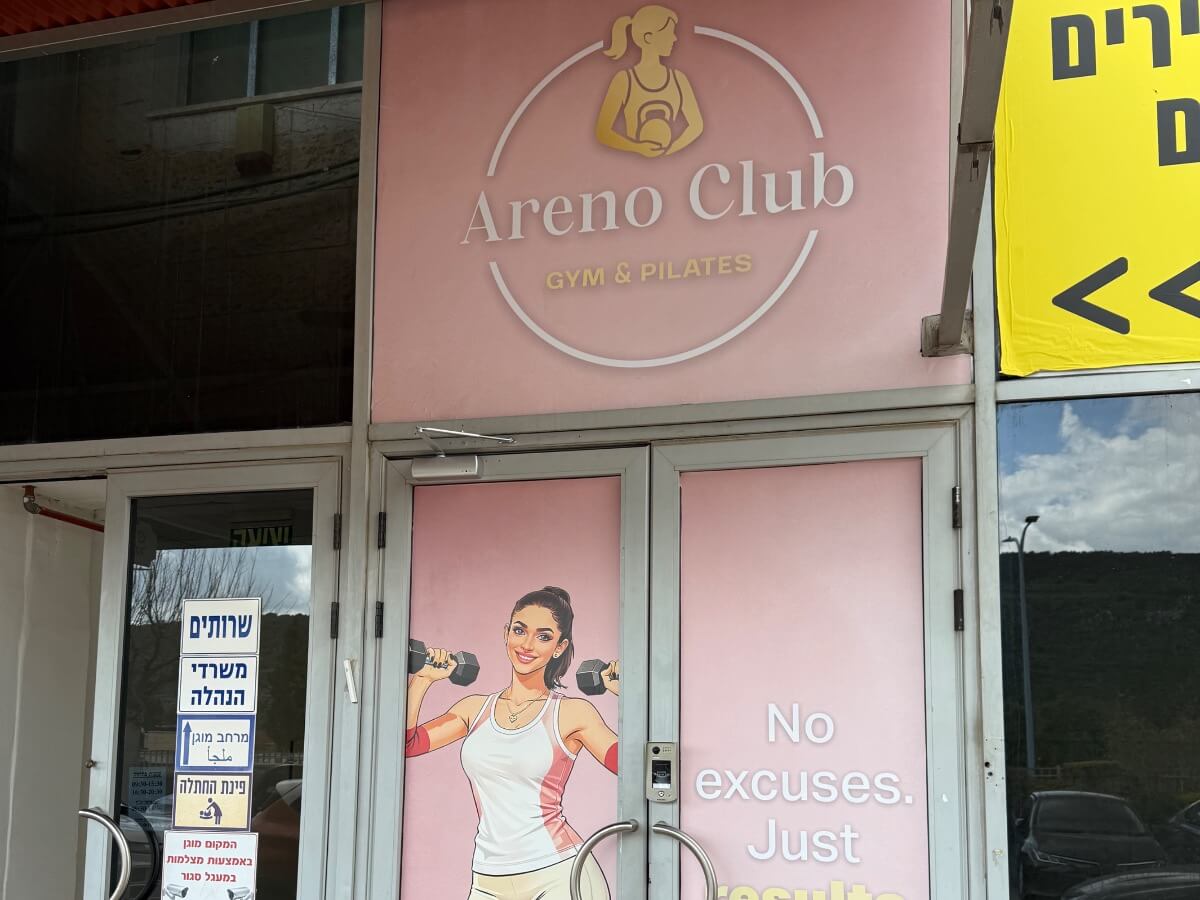 Areno Club
GYM & PILATES
No
excuses.
Just
results
שרותים
משרדי
הנהלה
מרחב מוגן
ملجأ
פינת החתלה
המקום מוגן
באמצעות מצלמות
במעגל סגור
<<